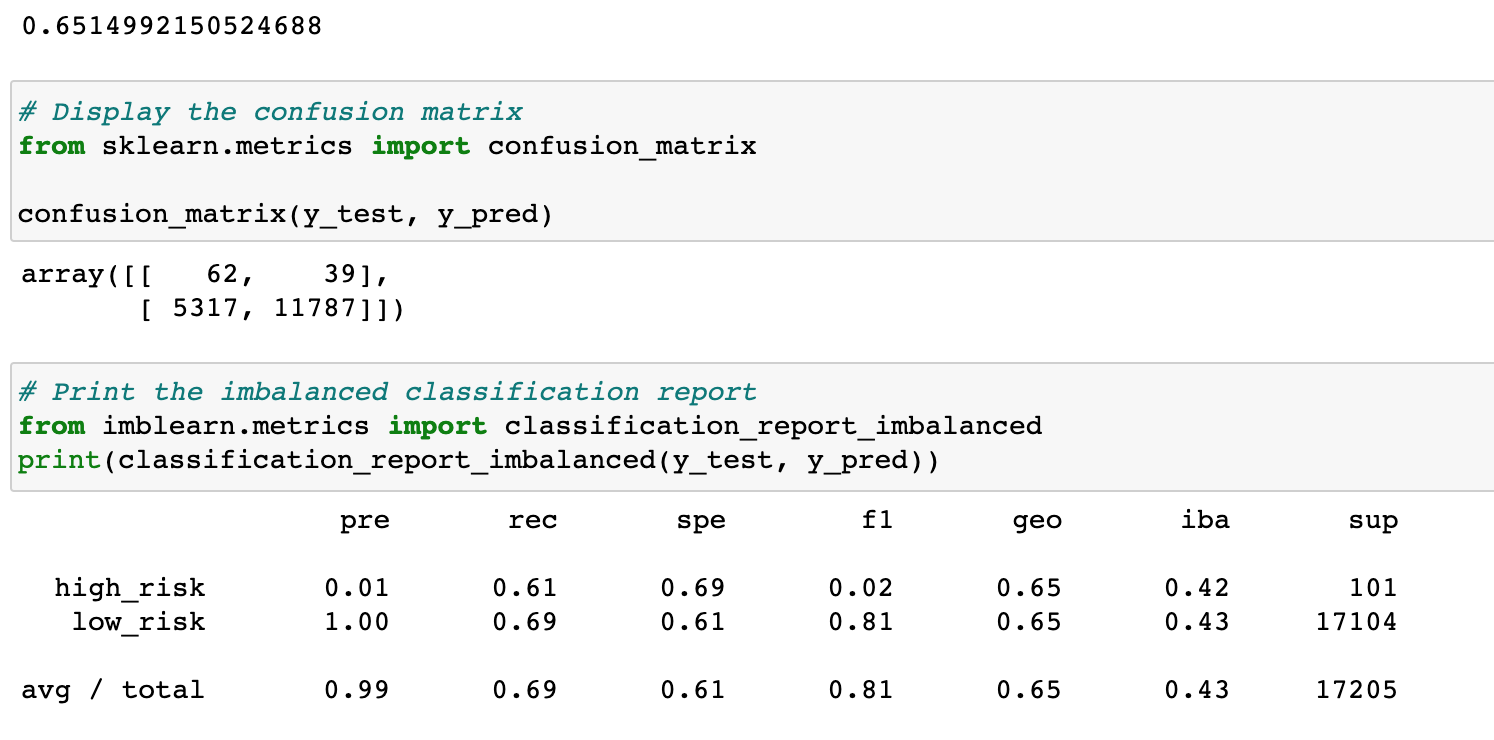 0.6514992150524688
# Display the confusion matrix
from sklearn.metrics import confusion_matrix
confusion_matrix(y_test, y_pred)
array([[   62,    39],
       [ 5317, 11787]])
# Print the imbalanced classification report
from imblearn.metrics import classification_report_imbalanced
print(classification_report_imbalanced(y_test, y_pred))
pre rec spe f1 geo iba sup
high_risk 0.01 0.61 0.69 0.02 0.65 0.42 101
low_risk 1.00 0.69 0.61 0.81 0.65 0.43 17104
avg / total 0.99 0.69 0.61 0.81 0.65 0.43 17205